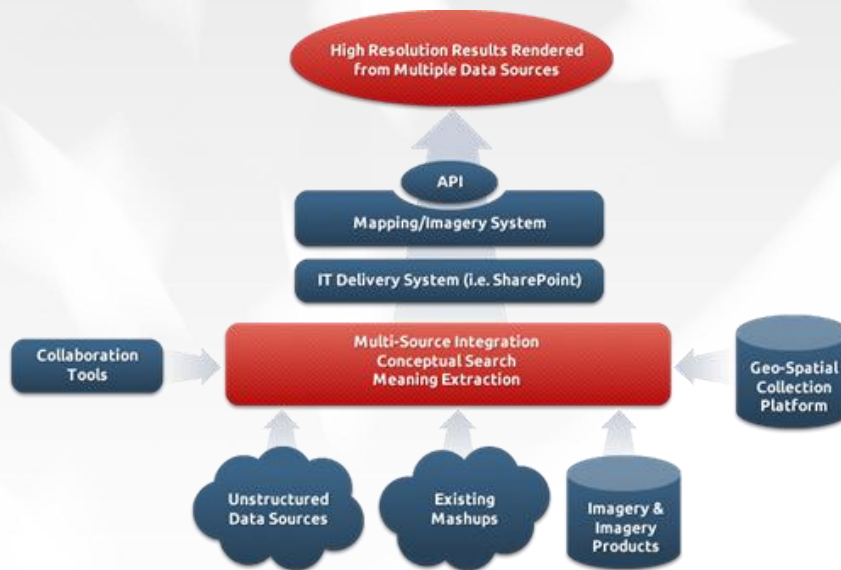 High Resolution Results Rendered
from Multiple Data Sources
API
Mapping/Imagery System
IT Delivery System (i.e. SharePoint)
Multi-Source Integration
Conceptual Search
Meaning Extraction
Collaboration
Tools
Geo-Spatial
Collection
Platform
Unstructured
Data Sources
Existing
Mashups
Imagery &
Imagery
Products